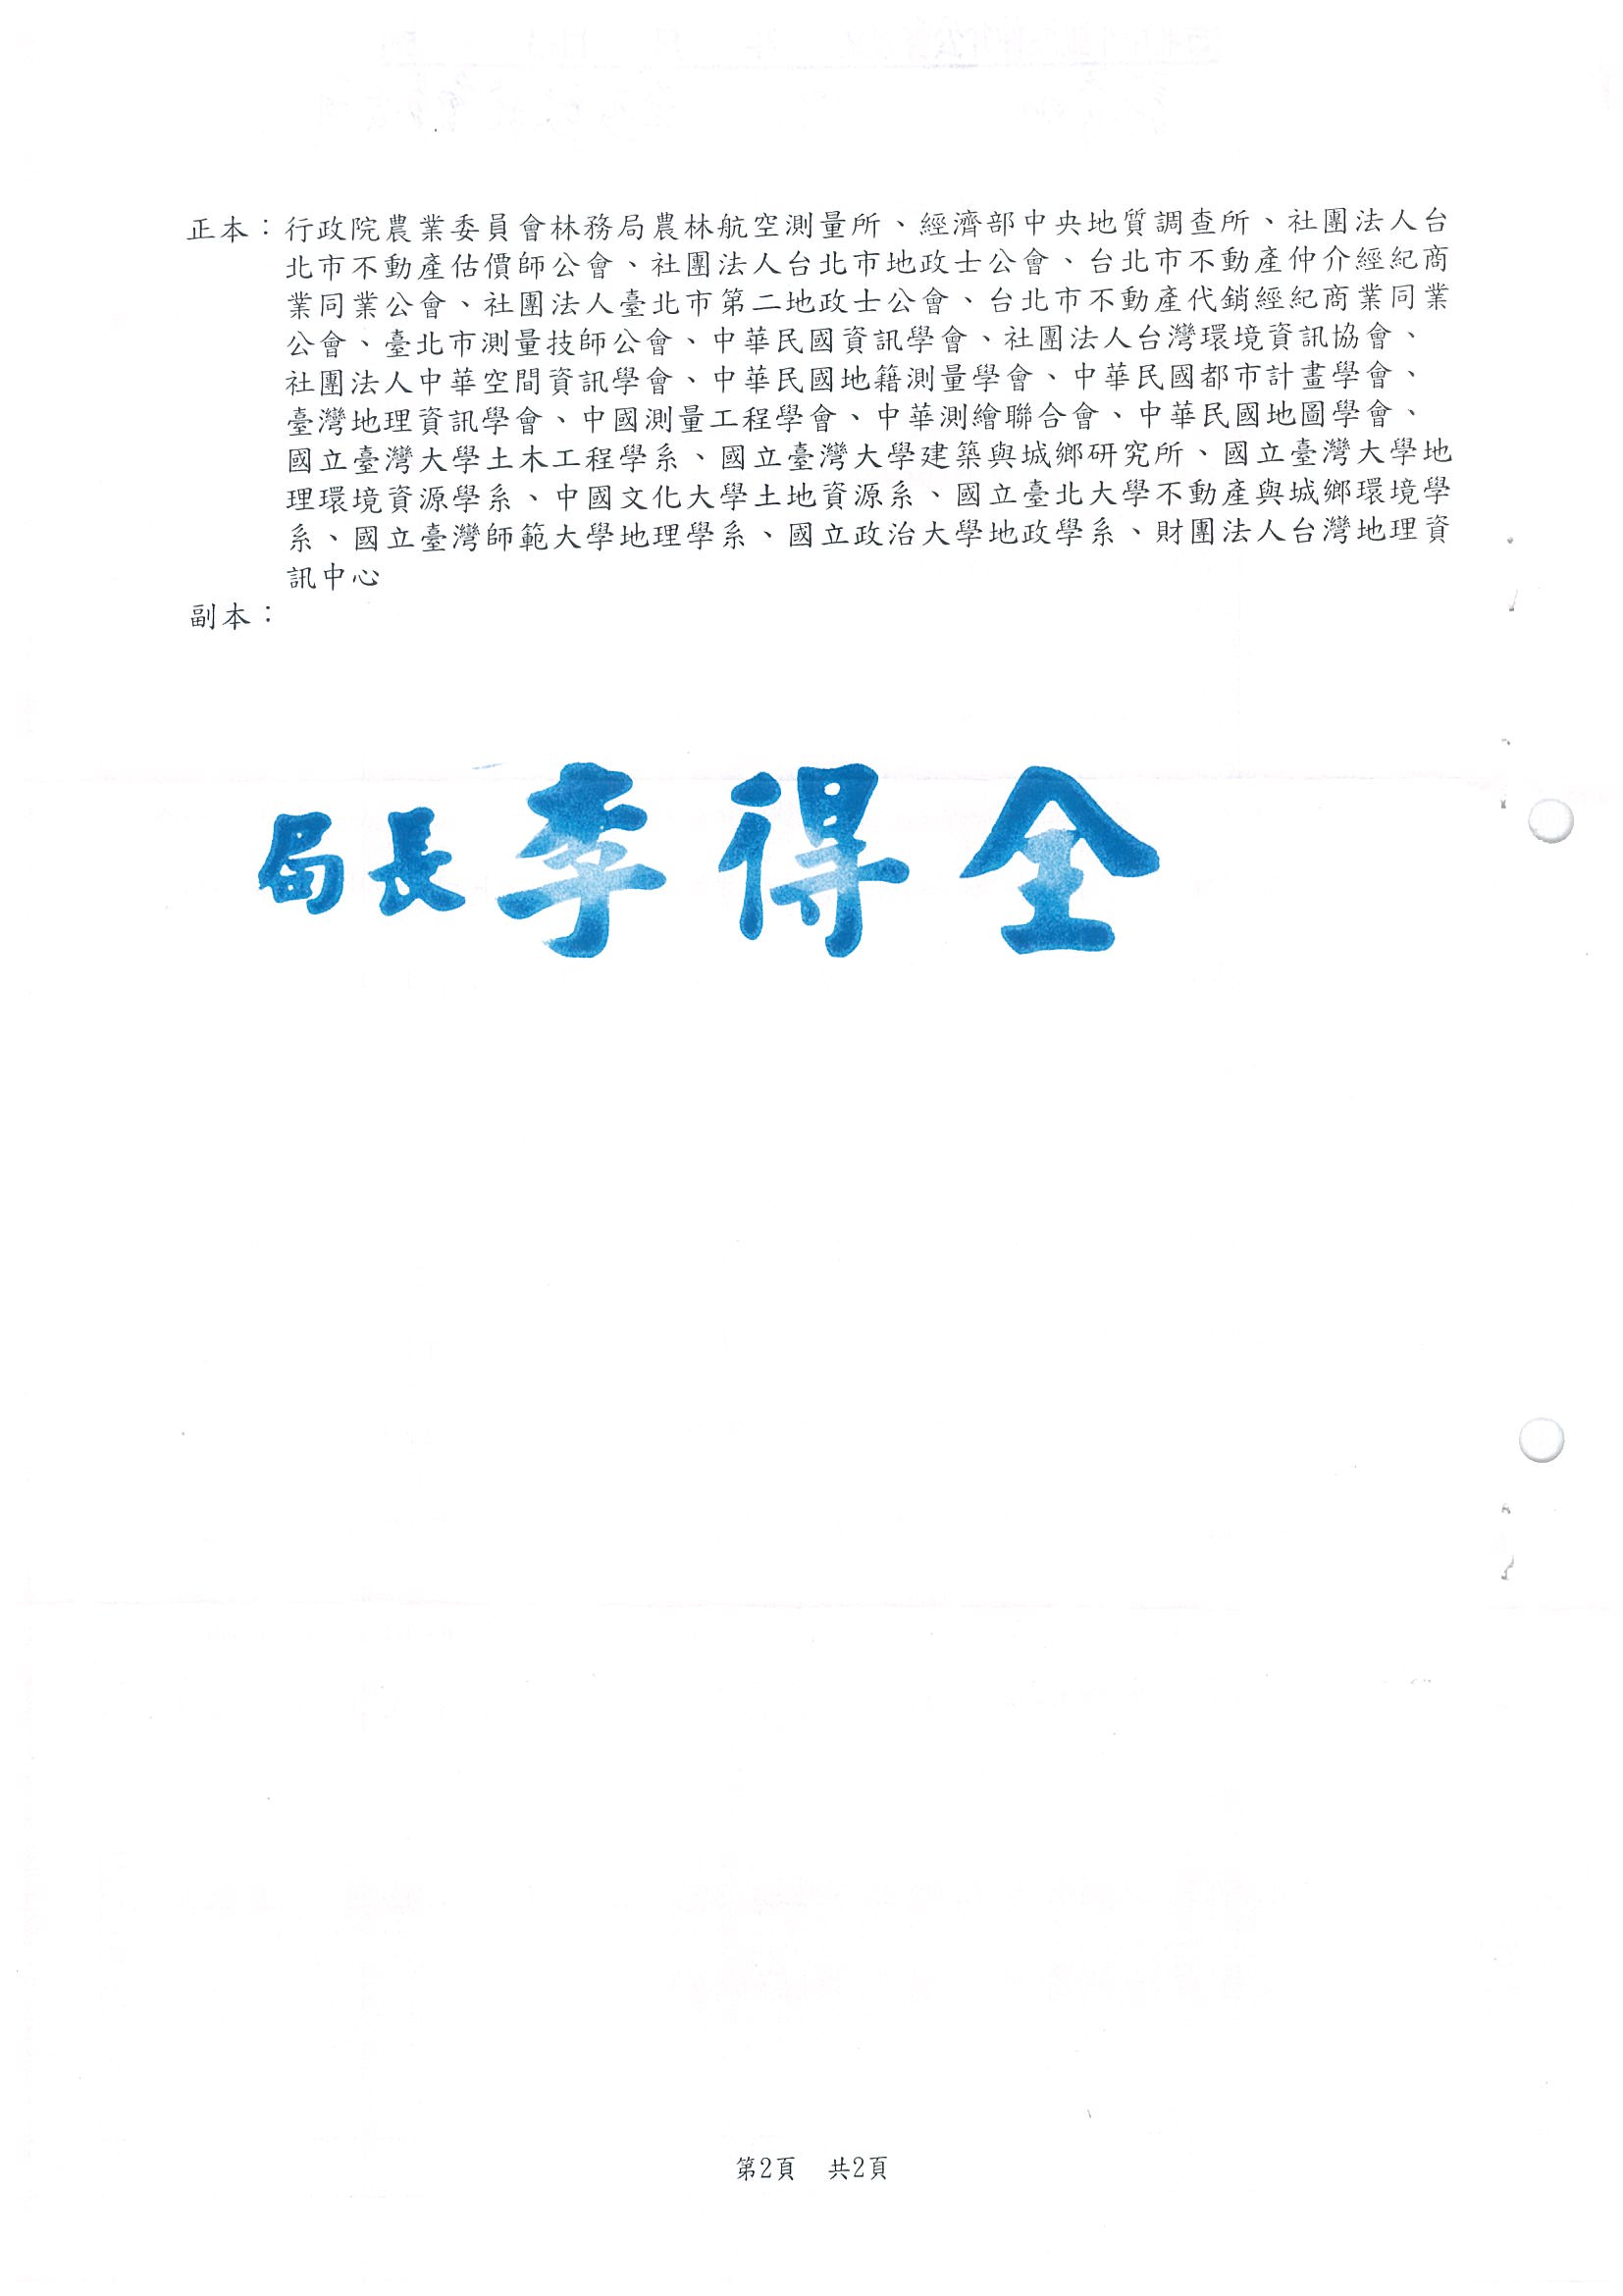 正本：行政院農業委員會林務局農林航空測量所、經濟部中央地質調查所、社團法人台
北市不動產估價師公會、社團法人台北市地政士公會、台北市不動產仲介經紀商
業同業公會、社團法人臺北市第二地政士公會、台北市不動產代銷經紀商業同業
公會、臺北市測量技師公會、中華民國資訊學會、社團法人台灣環境資訊協會、
社團法人中華空間資訊學會、中華民國地籍測量學會、中華民國都市計畫學會、
臺灣地理資訊學會、中國測量工程學會、中華測繪聯合會、中華民國地圖學會、
國立臺灣大學土木工程學系、國立臺灣大學建築與城鄉研究所、國立臺灣大學地
理環境資源學系、中國文化大學土地資源系、國立臺北大學不動產與城鄉環境學
系、國立臺灣師範大學地理學系、國立政治大學地政學系、財團法人台灣地理資
訊中心
副本：
局長李得全
第2頁　共2頁